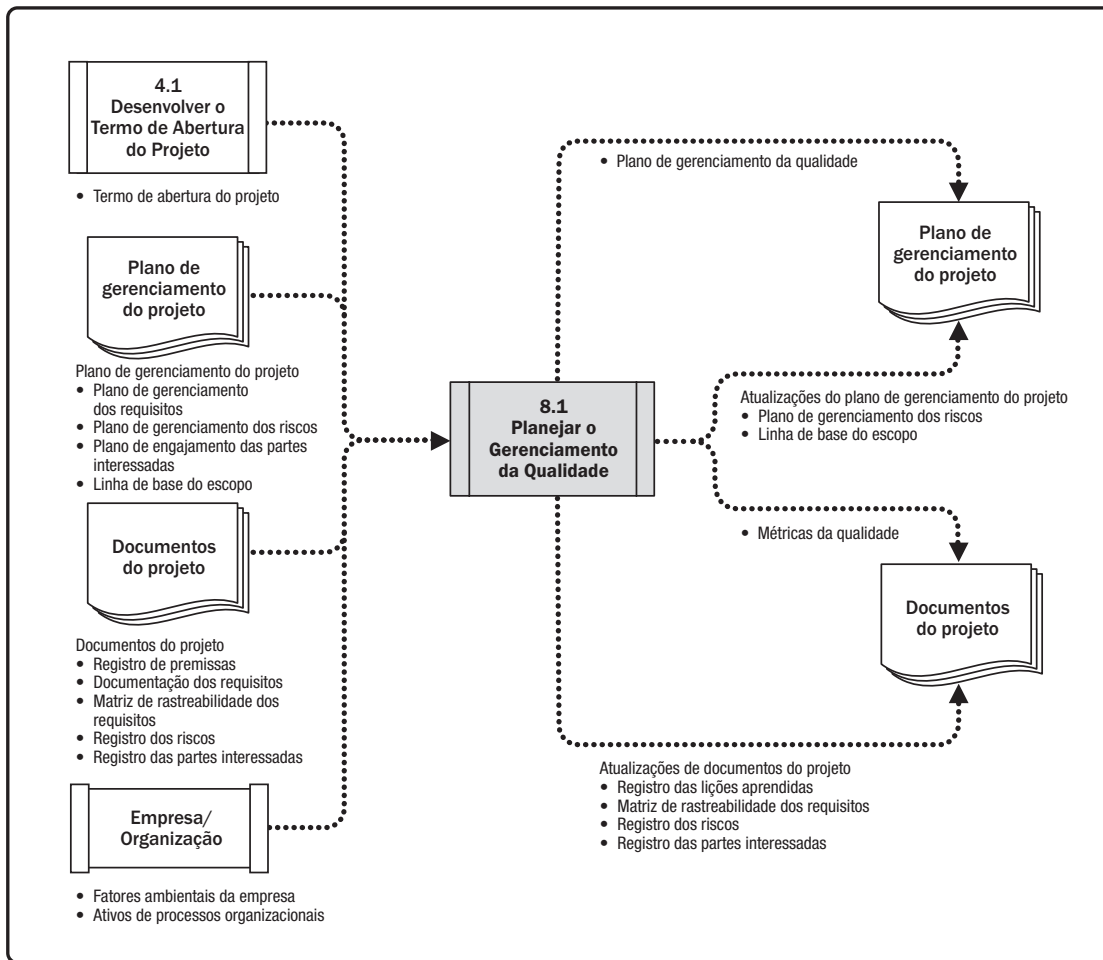 4.1
Desenvolver o
Termo de Abertura
do Projeto
• Termo de abertura do projeto
Plano de
gerenciamento
do projeto
Plano de gerenciamento do projeto
• Plano de gerenciamento
dos requisitos
• Plano de gerenciamento dos riscos
• Plano de engajamento das partes
interessadas
• Linha de base do escopo
Documentos
do projeto
Documentos do projeto
• Registro de premissas
• Documentação dos requisitos
• Matriz de rastreabilidade dos
requisitos
• Registro dos riscos
• Registro das partes interessadas
Empresa/
Organização
• Fatores ambientais da empresa
• Ativos de processos organizacionais
8.1
Planejar o
Gerenciamento
da Qualidade
• Plano de gerenciamento da qualidade
Plano de
gerenciamento
do projeto
Atualizações do plano de gerenciamento do projeto
• Plano de gerenciamento dos riscos
• Linha de base do escopo
• Métricas da qualidade
Documentos
do projeto
Atualizações de documentos do projeto
• Registro das lições aprendidas
• Matriz de rastreabilidade dos requisitos
• Registro dos riscos
• Registro das partes interessadas